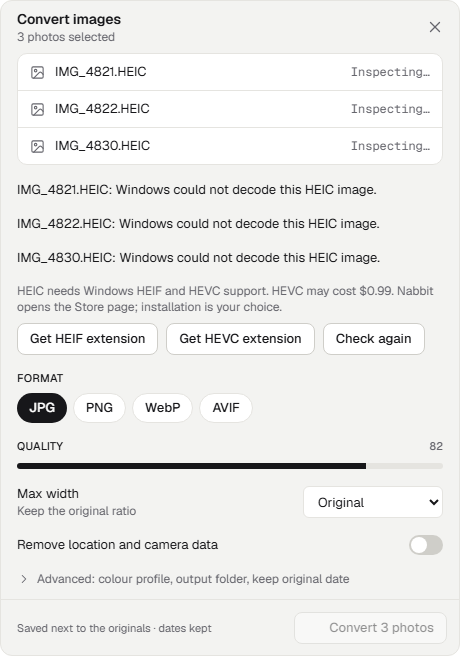 Convert images
3 photos selected
IMG_4821.HEIC Inspecting…
IMG_4822.HEIC Inspecting…
IMG_4830.HEIC Inspecting…
IMG_4821.HEIC: Windows could not decode this HEIC image.
IMG_4822.HEIC: Windows could not decode this HEIC image.
IMG_4830.HEIC: Windows could not decode this HEIC image.
HEIC needs Windows HEIF and HEVC support. HEVC may cost $0.99. Nabbit
opens the Store page; installation is your choice.
Get HEIF extension Get HEVC extension Check again
FORMAT
JPG PNG WebP AVIF
QUALITY 82
Max width
Keep the original ratio
Original
Remove location and camera data
Advanced: colour profile, output folder, keep original date
Saved next to the originals · dates kept Convert 3 photos